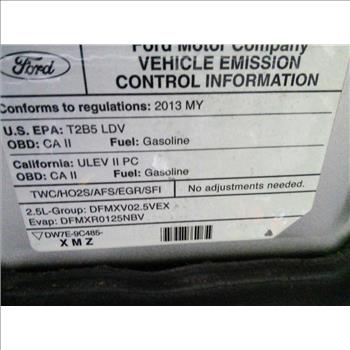 Ford
Ford Motor Company
VEHICLE EMISSION
CONTROL INFORMATION
Conforms to regulations: 2013 MY
U.S. EPA: T2B5 LDV
OBD: CA II Fuel: Gasoline
California: ULEV II PC
OBD: CA II Fuel: Gasoline
TWC/HO2S/AFS/EGR/SFI
No adjustments needed.
2.5L-Group: DFMXV02.5VEX
Evap: DFMXR0125NBV
DW7E-9C485-
X M Z